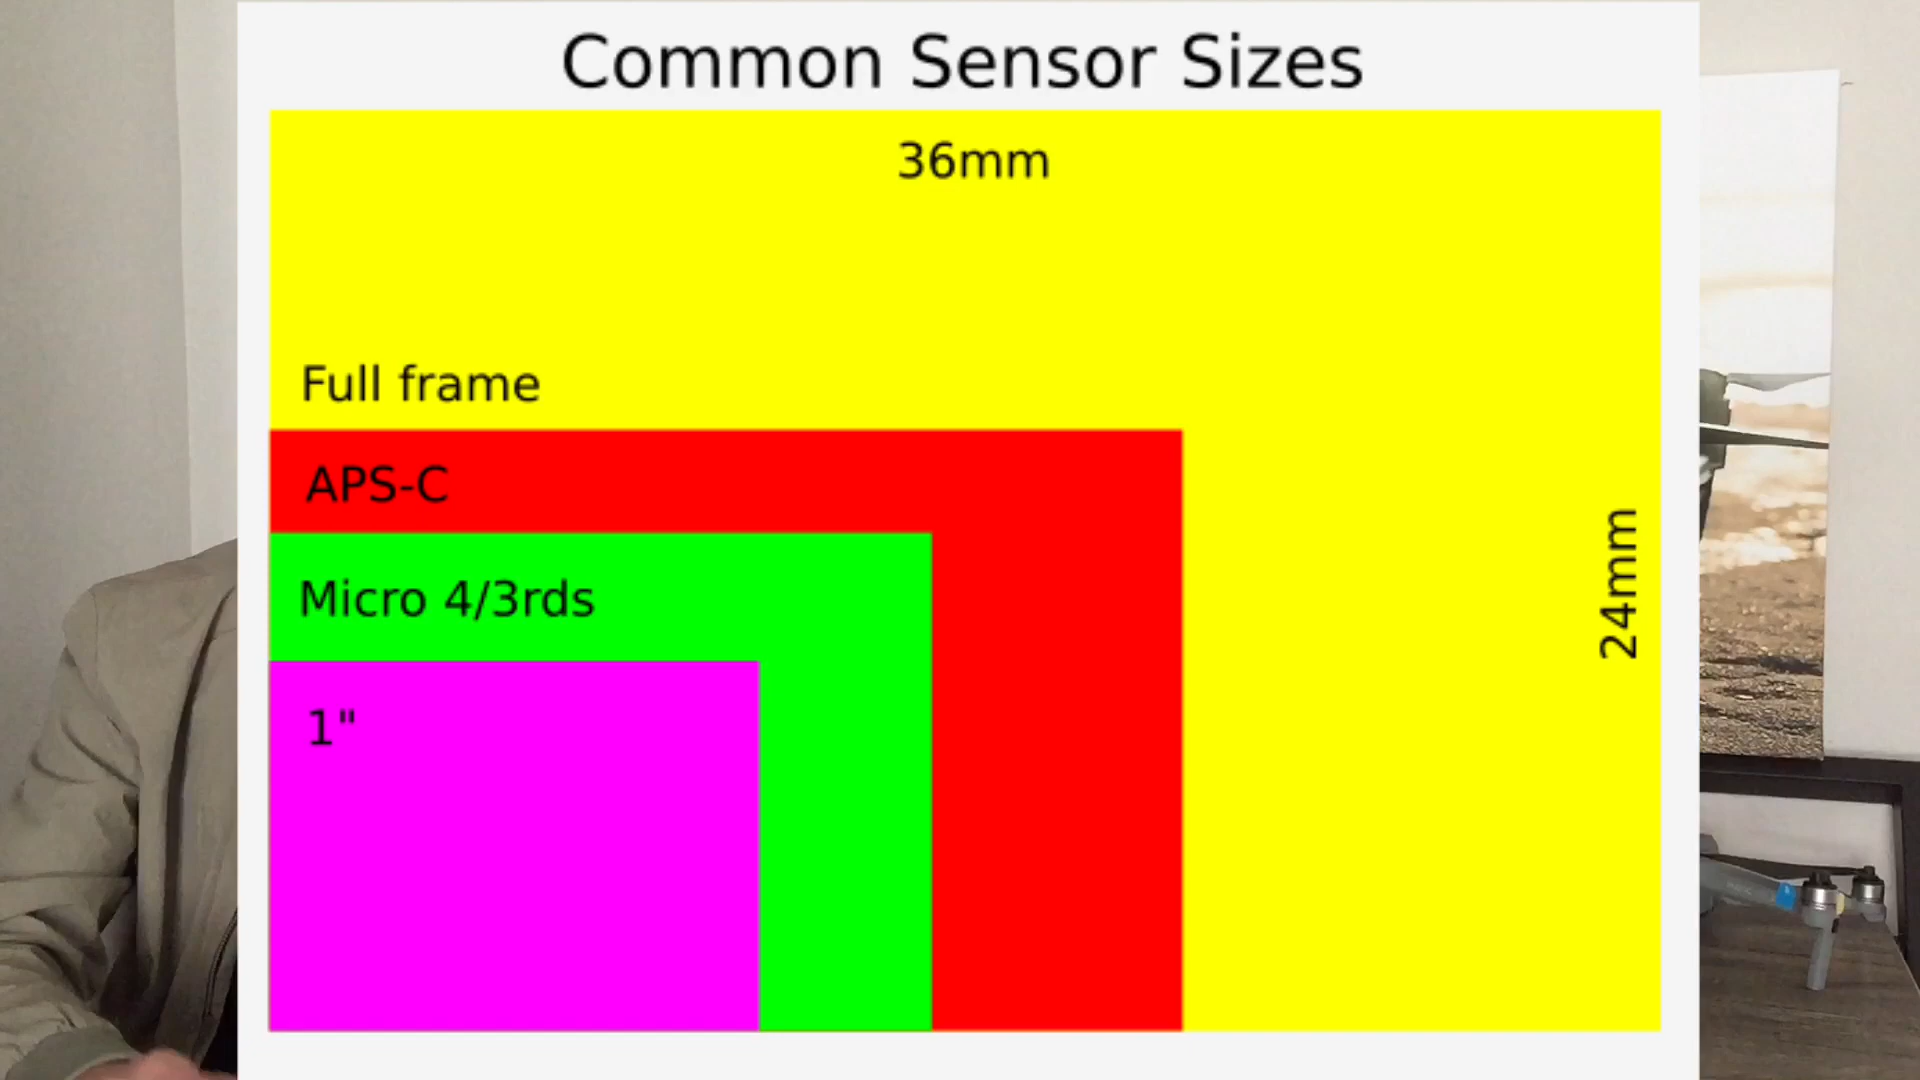 Common Sensor Sizes
36mm
Full frame
APS-C
24mm
Micro 4/3rds
1"